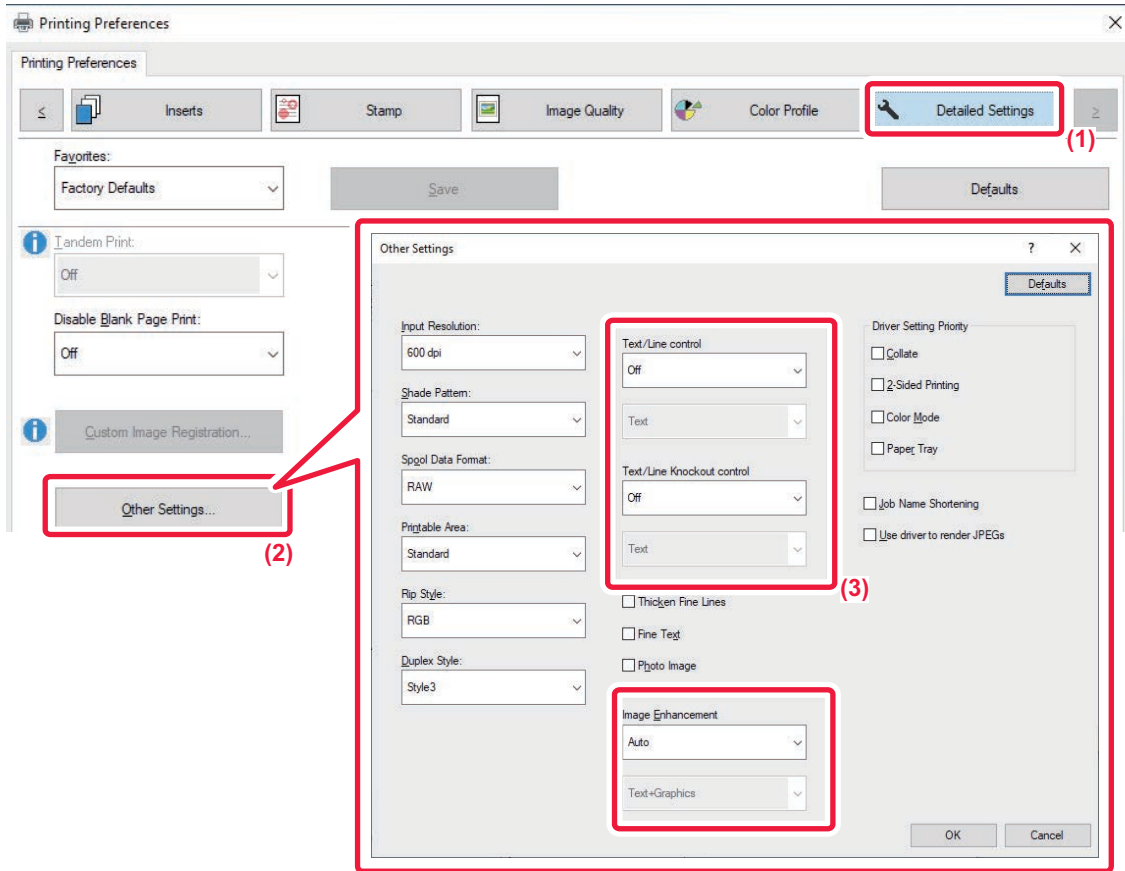 Printing Preferences
Printing Preferences
<
Inserts
Stamp
Image Quality
Color Profile
Detailed Settings
>
(1)
Favorites:
Factory Defaults
Save
Defaults
Tandem Print:
Off
Disable Blank Page Print:
Off
Custom Image Registration...
Other Settings...
(2)
Other Settings
?
Defaults
Input Resolution:
600 dpi
Shade Pattern:
Standard
Spool Data Format:
RAW
Printable Area:
Standard
Rip Style:
RGB
Duplex Style:
Style3
Text/Line control
Off
Text
Text/Line Knockout control
Off
Text
(3)
Thicken Fine Lines
Fine Text
Photo Image
Image Enhancement
Auto
Text+Graphics
Driver Setting Priority
Collate
2-Sided Printing
Color Mode
Paper Tray
Job Name Shortening
Use driver to render JPEGs
OK
Cancel